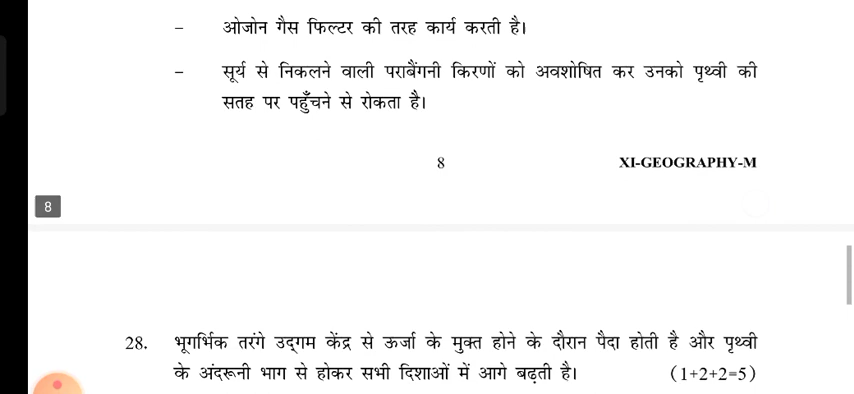 – ओजोन गैस फिल्टर की तरह कार्य करती है।
– सूर्य से निकलने वाली पराबैंगनी किरणों को अवशोषित कर उनको पृथ्वी की
सतह पर पहुँचने से रोकता है।
8 XI-GEOGRAPHY-M
8
28. भूगर्भिक तरंगे उद्गम केंद्र से ऊर्जा के मुक्त होने के दौरान पैदा होती है और पृथ्वी
के अंदरूनी भाग से होकर सभी दिशाओं में आगे बढ़ती है। (1+2+2=5)